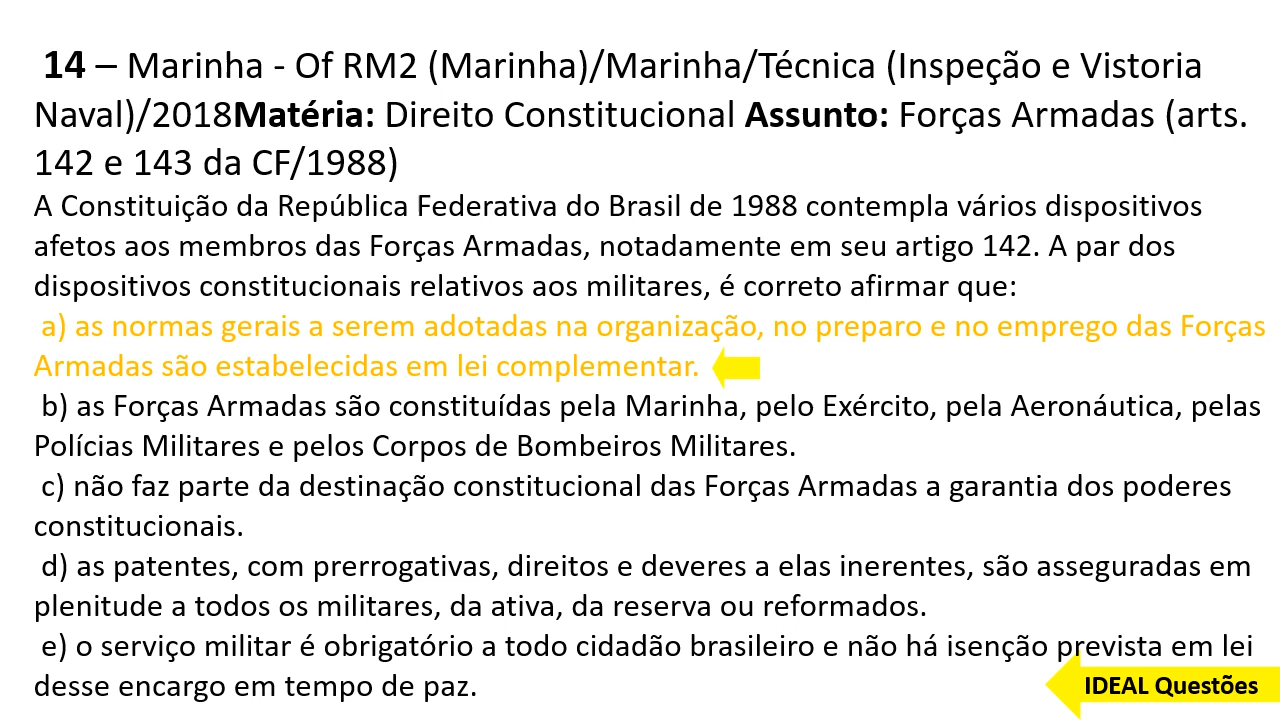 14 – Marinha - Of RM2 (Marinha)/Marinha/Técnica (Inspeção e Vistoria
Naval)/2018Matéria: Direito Constitucional Assunto: Forças Armadas (arts.
142 e 143 da CF/1988)
A Constituição da República Federativa do Brasil de 1988 contempla vários dispositivos
afetos aos membros das Forças Armadas, notadamente em seu artigo 142. A par dos
dispositivos constitucionais relativos aos militares, é correto afirmar que:
a) as normas gerais a serem adotadas na organização, no preparo e no emprego das Forças
Armadas são estabelecidas em lei complementar.
b) as Forças Armadas são constituídas pela Marinha, pelo Exército, pela Aeronáutica, pelas
Polícias Militares e pelos Corpos de Bombeiros Militares.
c) não faz parte da destinação constitucional das Forças Armadas a garantia dos poderes
constitucionais.
d) as patentes, com prerrogativas, direitos e deveres a elas inerentes, são asseguradas em
plenitude a todos os militares, da ativa, da reserva ou reformados.
e) o serviço militar é obrigatório a todo cidadão brasileiro e não há isenção prevista em lei
desse encargo em tempo de paz.
IDEAL Questões